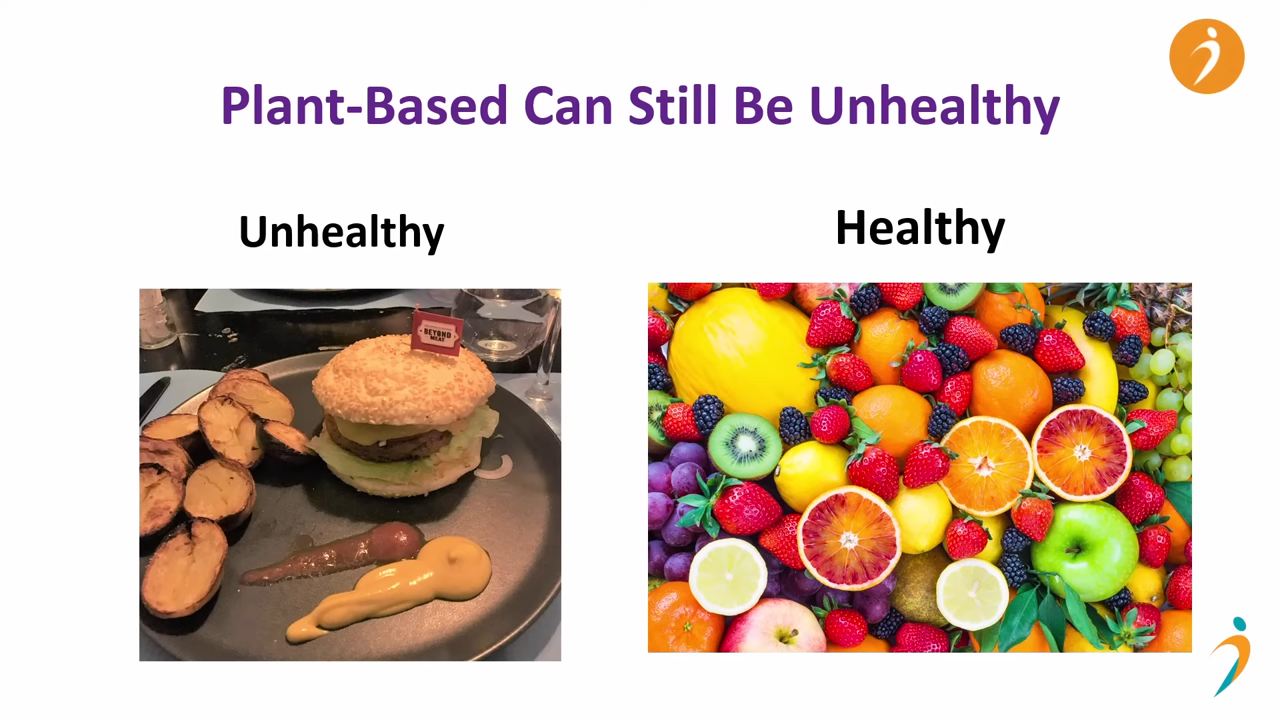 Plant-Based Can Still Be Unhealthy
Unhealthy
Healthy
BEYOND
MEAT